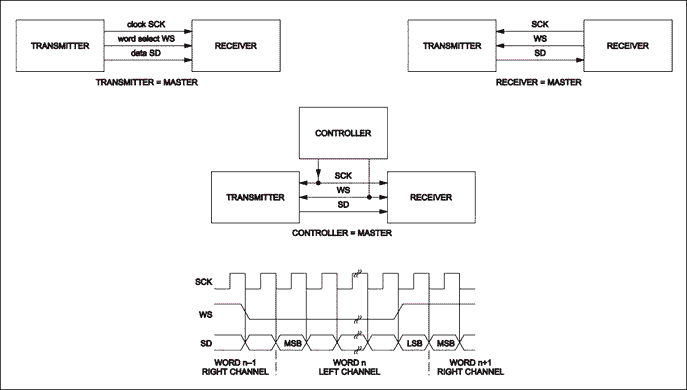 clock SCK
word select WS
data SD
TRANSMITTER
RECEIVER
TRANSMITTER = MASTER
SCK
WS
SD
TRANSMITTER
RECEIVER
RECEIVER = MASTER
CONTROLLER
SCK
WS
SD
TRANSMITTER
RECEIVER
CONTROLLER = MASTER
SCK
WS
SD
MSB
LSB
MSB
WORD n–1
RIGHT CHANNEL
WORD n
LEFT CHANNEL
WORD n+1
RIGHT CHANNEL